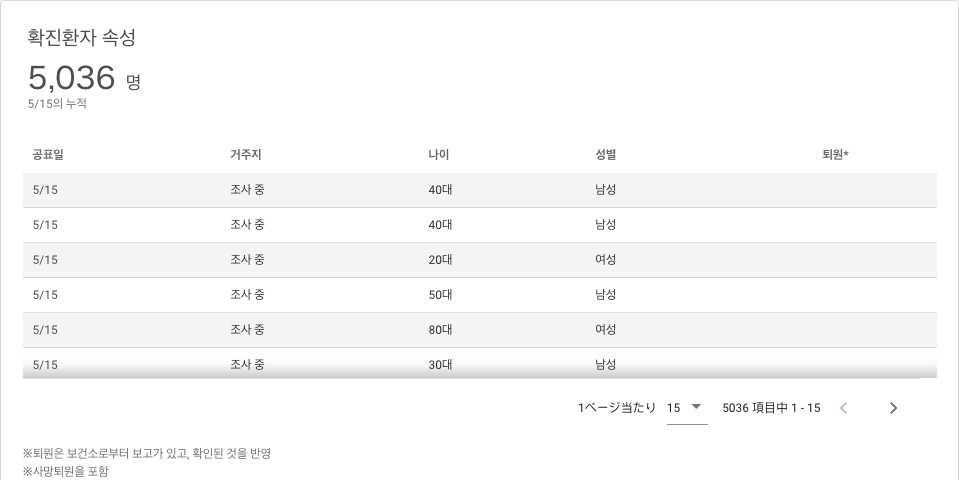 확진환자 속성
5,036 명
5/15의 누적
공표일 거주지 나이 성별 퇴원*
5/15 조사 중 40대 남성
5/15 조사 중 40대 남성
5/15 조사 중 20대 여성
5/15 조사 중 50대 남성
5/15 조사 중 80대 여성
5/15 조사 중 30대 남성
1ページ当たり 15 5036 項目中 1 - 15
※퇴원은 보건소로부터 보고가 있고, 확인된 것을 반영
※사망퇴원을 포함